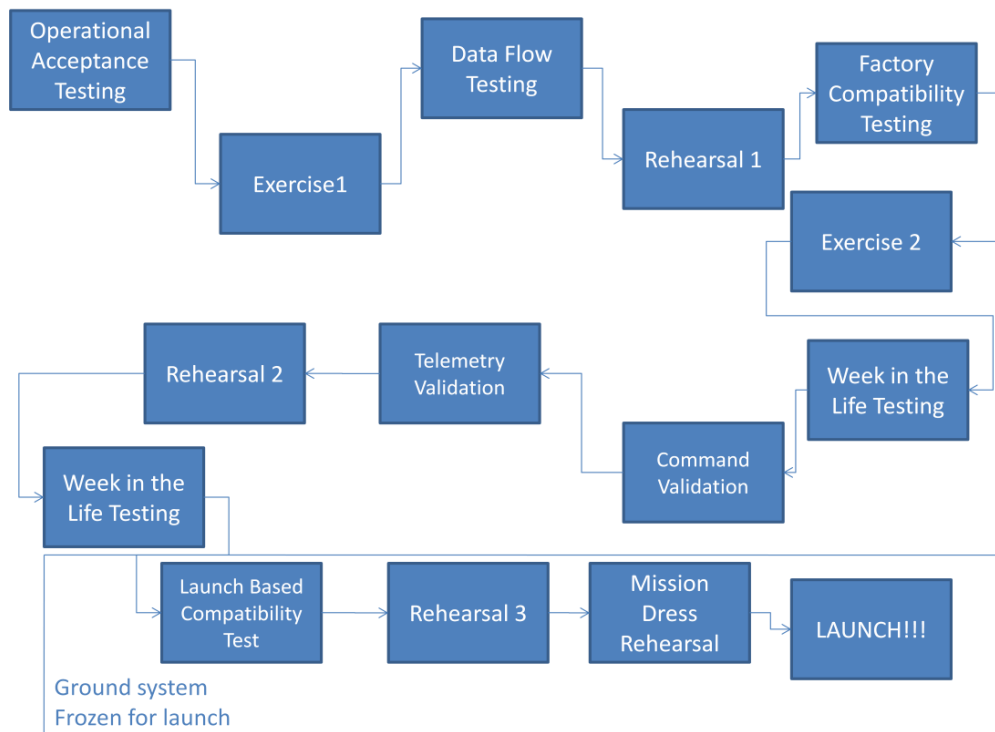 Operational
Acceptance
Testing
Exercise1
Data Flow
Testing
Rehearsal 1
Factory
Compatibility
Testing
Exercise 2
Week in the
Life Testing
Command
Validation
Telemetry
Validation
Rehearsal 2
Week in the
Life Testing
Launch Based
Compatibility
Test
Rehearsal 3
Mission
Dress
Rehearsal
LAUNCH!!!
Ground system
Frozen for launch